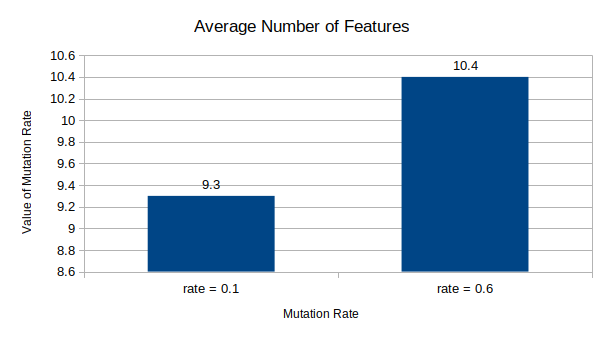 Average Number of Features
Value of Mutation Rate
10.6
10.4
10.2
10
9.8
9.6
9.4
9.2
9
8.8
8.6
9.3
10.4
rate = 0.1
rate = 0.6
Mutation Rate